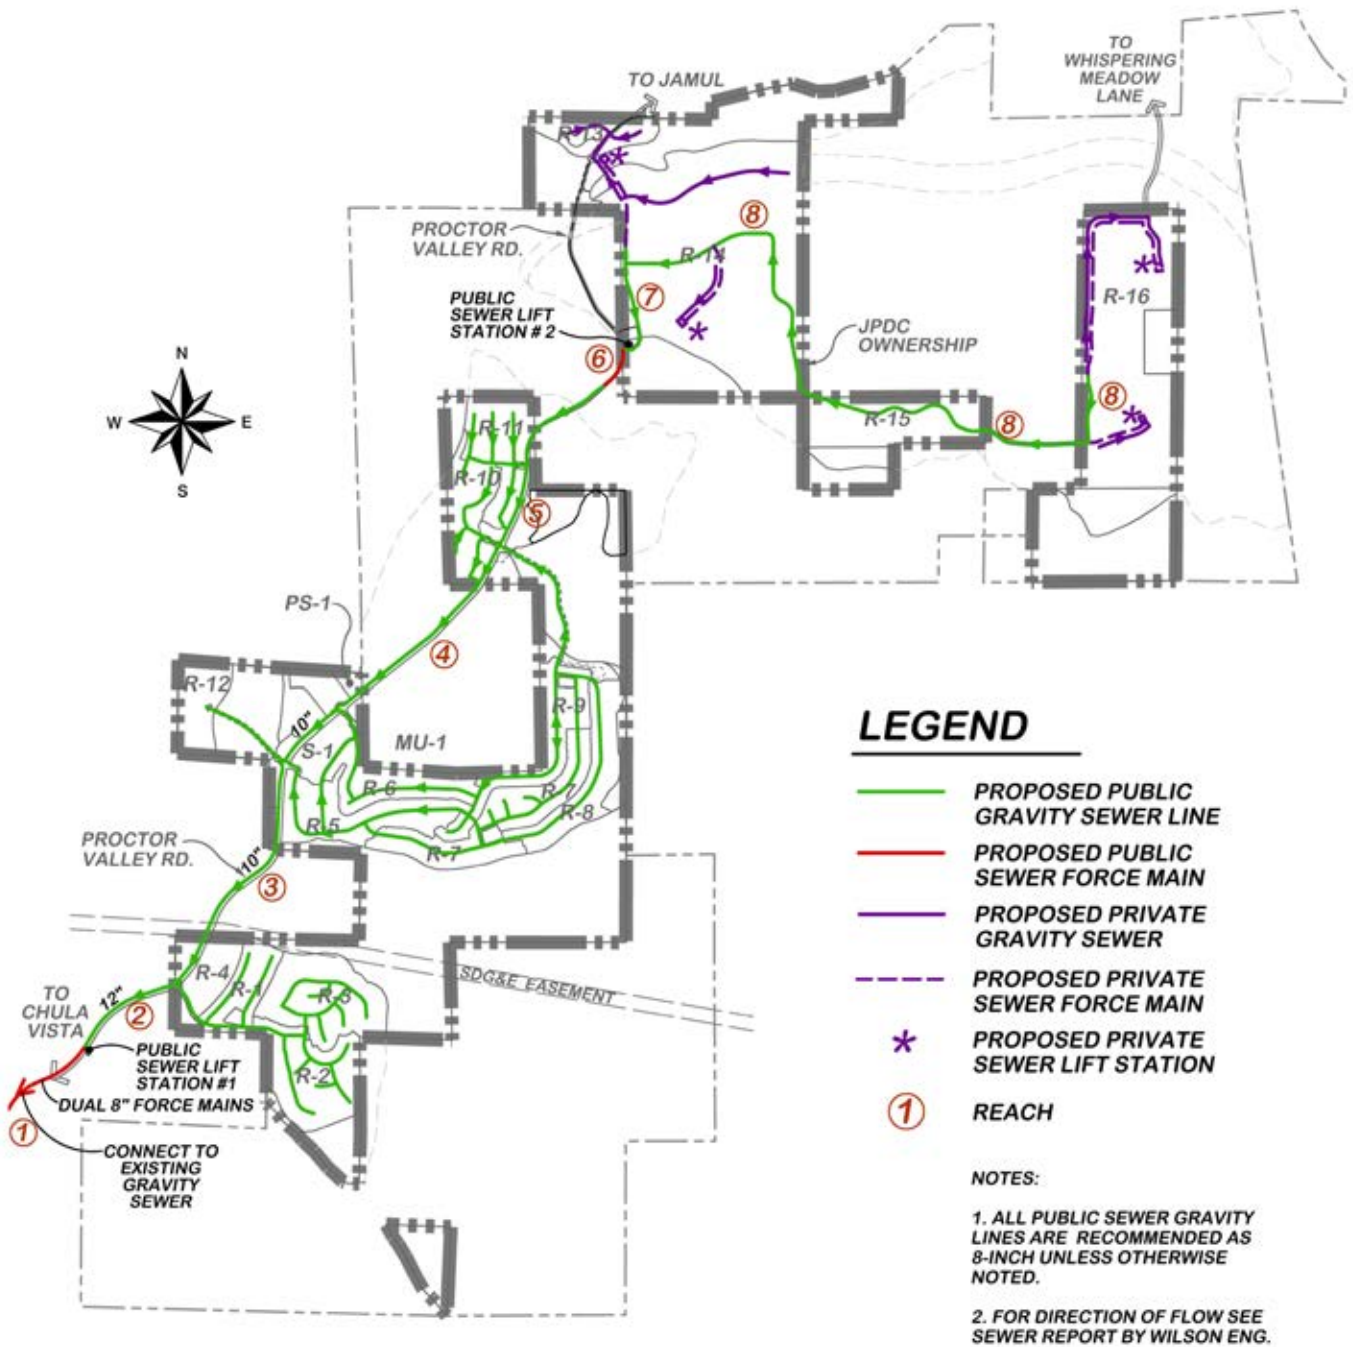 TO
WHISPERING
MEADOW
LANE
TO JAMUL
R-13
PROCTOR
VALLEY RD.
8
R-14
7
R-16
PUBLIC
SEWER LIFT
STATION # 2
JPDC
OWNERSHIP
6
N
W
E
S
8
R-15
8
R-11
R-10
5
PS-1
4
R-12
10"
S-1
MU-1
R-9
R-6
R-7
R-8
R-5
R-7
PROCTOR
VALLEY RD.
10"
3
R-4
R-1
R-3
SDG&E EASEMENT
TO
CHULA
VISTA
12"
2
PUBLIC
SEWER LIFT
STATION #1
R-2
DUAL 8" FORCE MAINS
1
CONNECT TO
EXISTING
GRAVITY
SEWER
LEGEND
PROPOSED PUBLIC
GRAVITY SEWER LINE
PROPOSED PUBLIC
SEWER FORCE MAIN
PROPOSED PRIVATE
GRAVITY SEWER
PROPOSED PRIVATE
SEWER FORCE MAIN
PROPOSED PRIVATE
SEWER LIFT STATION
1
REACH
NOTES:
1. ALL PUBLIC SEWER GRAVITY
LINES ARE RECOMMENDED AS
8-INCH UNLESS OTHERWISE
NOTED.
2. FOR DIRECTION OF FLOW SEE
SEWER REPORT BY WILSON ENG.